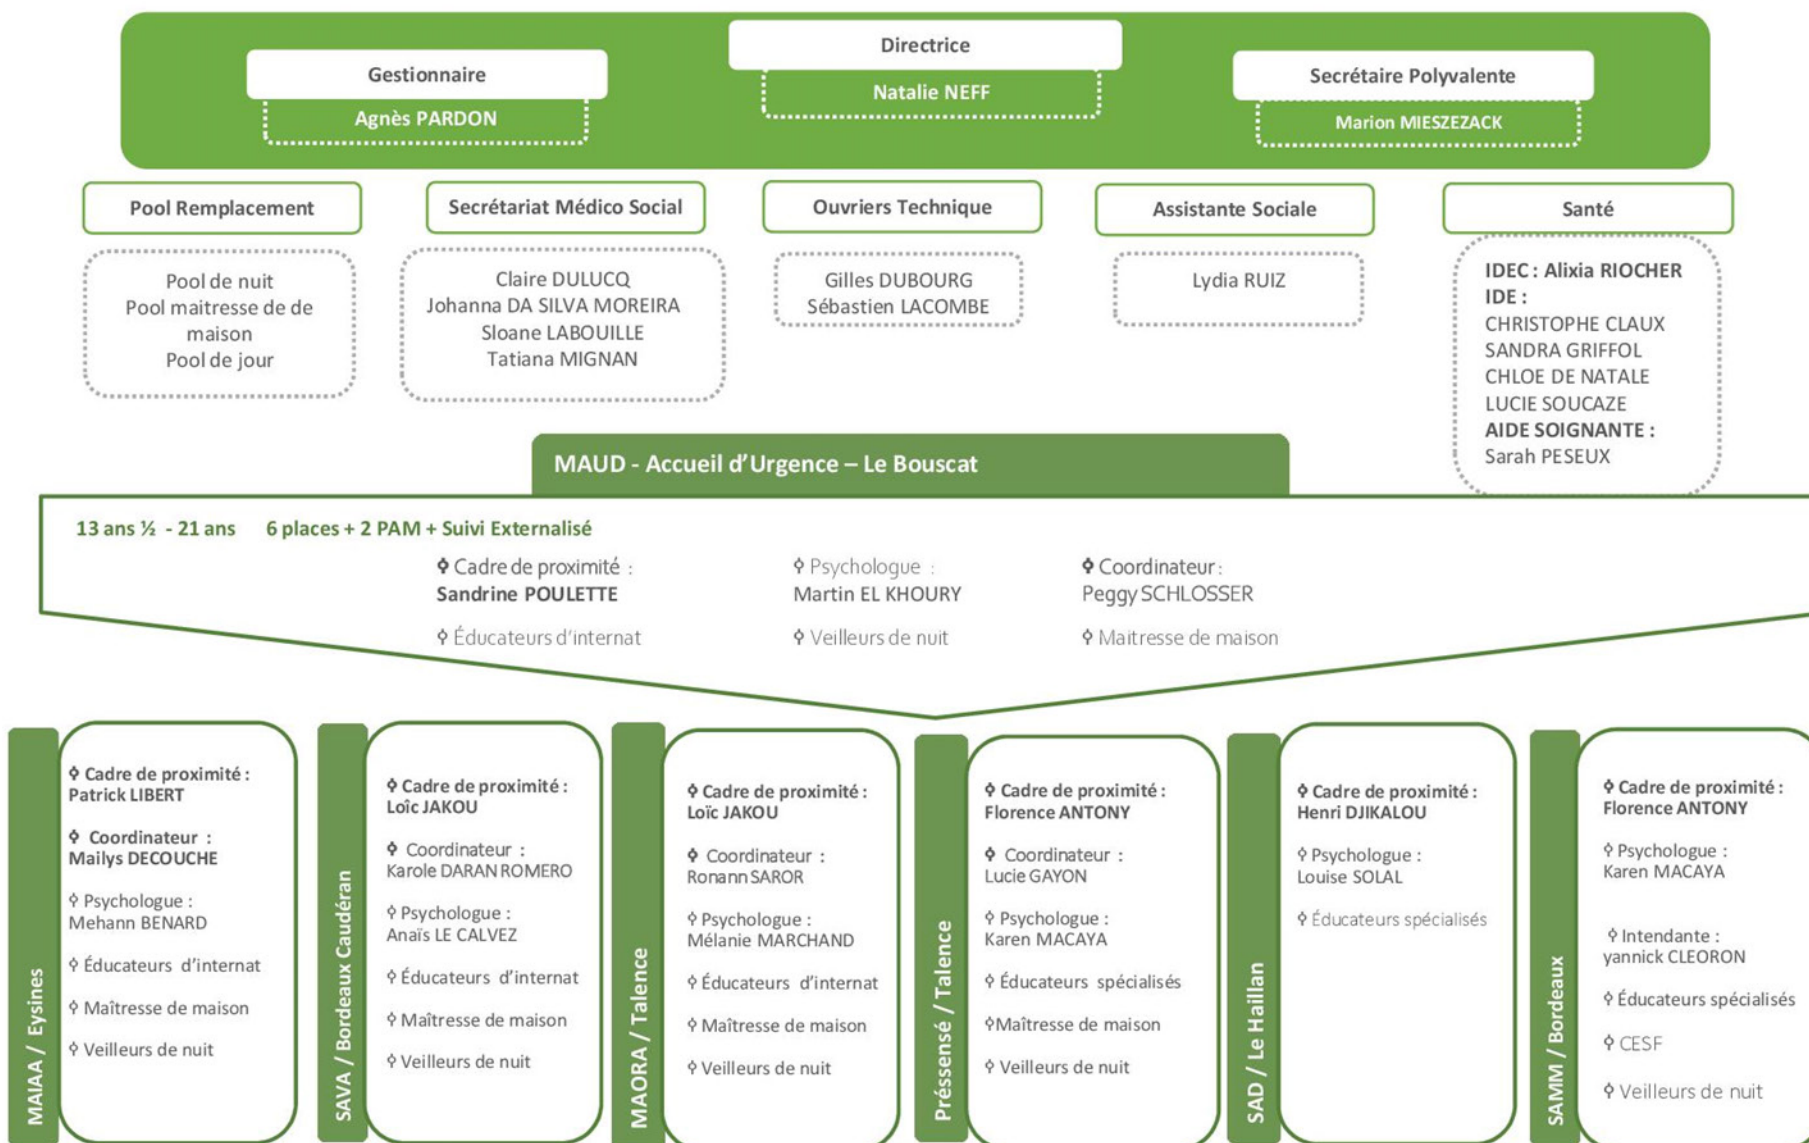 Directrice
Natalie NEFF
Gestionnaire
Agnès PARDON
Secrétaire Polyvalente
Marion MIESZEZACK
Pool Remplacement
Pool de nuit
Pool maitresse de de
maison
Pool de jour
Secrétariat Médico Social
Claire DULUCQ
Johanna DA SILVA MOREIRA
Sloane LABOUILLE
Tatiana MIGNAN
Ouvriers Technique
Gilles DUBOURG
Sébastien LACOMBE
Assistante Sociale
Lydia RUIZ
Santé
IDEC : Alixia RIOCHER
IDE :
CHRISTOPHE CLAUX
SANDRA GRIFFOL
CHLOE DE NATALE
LUCIE SOUCAZE
AIDE SOIGNANTE :
Sarah PESEUX
MAUD - Accueil d’Urgence – Le Bouscat
13 ans ½ - 21 ans 6 places + 2 PAM + Suivi Externalisé
Cadre de proximité :
Sandrine POULETTE
Psychologue :
Martin EL KHOURY
Coordinateur :
Peggy SCHLOSSER
Éducateurs d’internat
Veilleurs de nuit
Maitresse de maison
MAIAA / Eysines
Cadre de proximité :
Patrick LIBERT
Coordinateur :
Mailys DECOUCHE
Psychologue :
Mehann BENARD
Éducateurs d’internat
Maîtresse de maison
Veilleurs de nuit
SAVA / Bordeaux Caudéran
Cadre de proximité :
Loîc JAKOU
Coordinateur :
Karole DARAN ROMERO
Psychologue :
Anaïs LE CALVEZ
Éducateurs d’internat
Maîtresse de maison
Veilleurs de nuit
MAORA / Talence
Cadre de proximité :
Loïc JAKOU
Coordinateur :
Ronann SAROR
Psychologue :
Mélanie MARCHAND
Éducateurs d’internat
Maîtresse de maison
Veilleurs de nuit
Préssensé / Talence
Cadre de proximité :
Florence ANTONY
Coordinateur :
Lucie GAYON
Psychologue :
Karen MACAYA
Éducateurs spécialisés
Maîtresse de maison
Veilleurs de nuit
SAD / Le Haillan
Cadre de proximité :
Henri DJIKALOU
Psychologue :
Louise SOLAL
Éducateurs spécialisés
SAMM / Bordeaux
Cadre de proximité :
Florence ANTONY
Psychologue :
Karen MACAYA
Intendante :
yannick CLEORON
Éducateurs spécialisés
CESF
Veilleurs de nuit